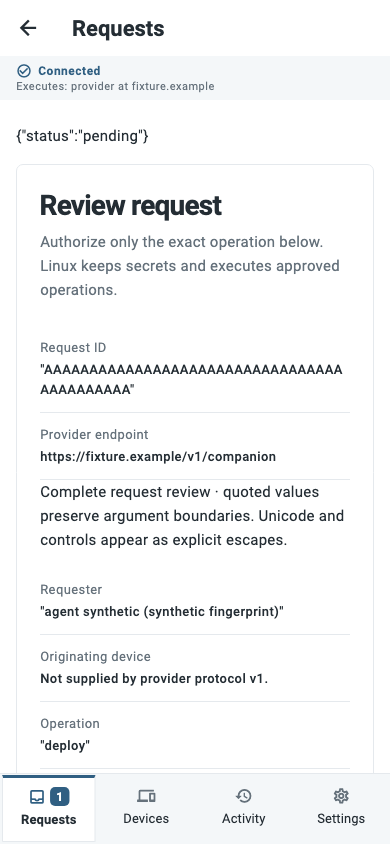 Requests
Connected
Executes: provider at fixture.example
{"status":"pending"}
Review request
Authorize only the exact operation below.
Linux keeps secrets and executes approved
operations.
Request ID
"AAAAAAAAAAAAAAAAAAAAAAAAAAAAAAAAA
AAAAAAAAAA"
Provider endpoint
https://fixture.example/v1/companion
Complete request review · quoted values
preserve argument boundaries. Unicode and
controls appear as explicit escapes.
Requester
"agent synthetic (synthetic fingerprint)"
Originating device
Not supplied by provider protocol v1.
Operation
"deploy"
1
Requests
Devices
Activity
Settings